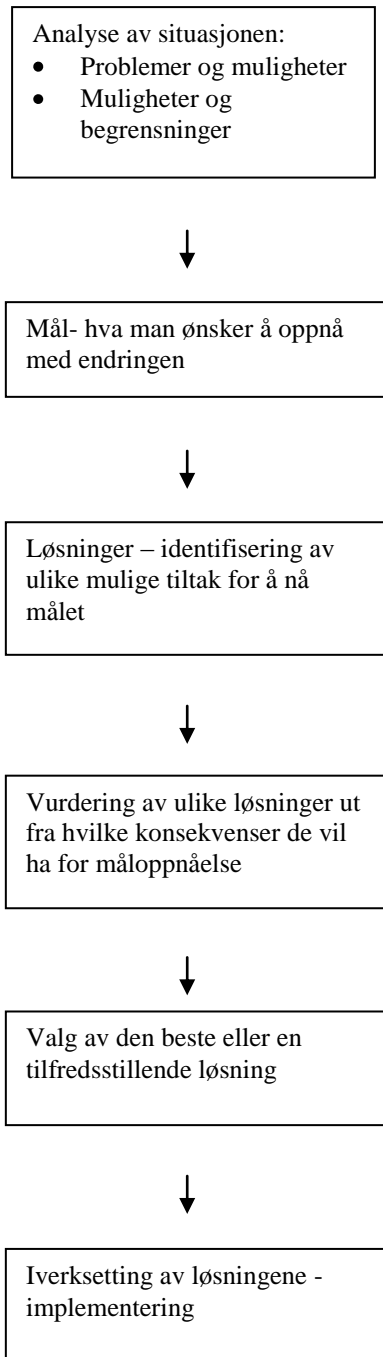 Analyse av situasjonen:
• Problemer og muligheter
• Muligheter og
begrensninger
Mål- hva man ønsker å oppnå
med endringen
Løsninger – identifisering av
ulike mulige tiltak for å nå
målet
Vurdering av ulike løsninger ut
fra hvilke konsekvenser de vil
ha for måloppnåelse
Valg av den beste eller en
tilfredsstillende løsning
Iverksetting av løsningene -
implementering